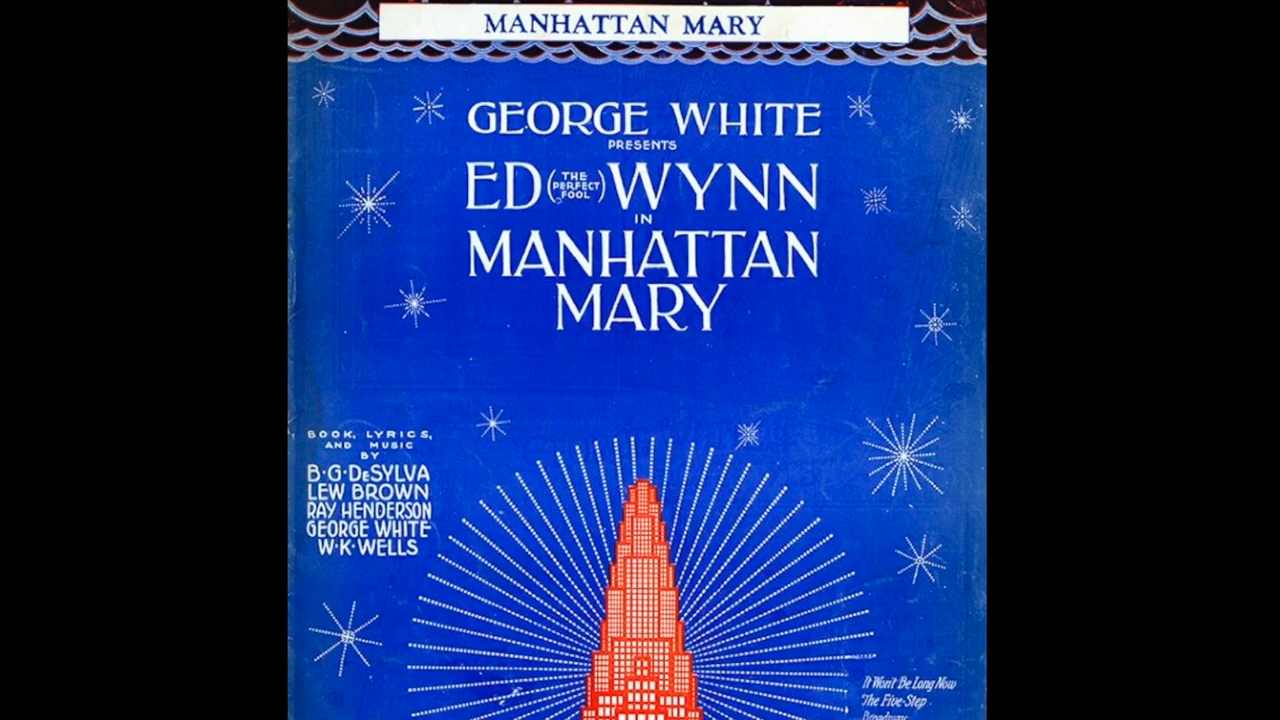 MANHATTAN MARY
GEORGE WHITE
PRESENTS
ED (THE PERFECT FOOL) WYNN
IN
MANHATTAN
MARY
BOOK, LYRICS,
AND MUSIC
BY
B·G·DeSYLVA
LEW BROWN
RAY HENDERSON
GEORGE WHITE
W·K·WELLS
It Won't Be Long Now
The Five-Step
Broadway